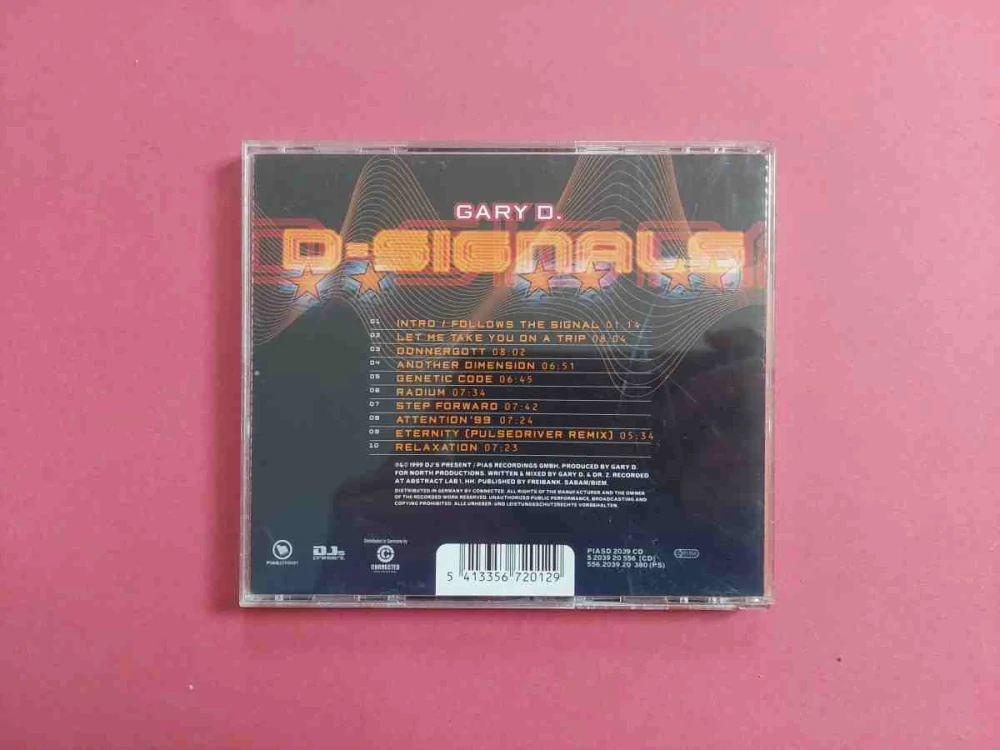 GARY D.
D-SIGNALS
01 INTRO / FOLLOWS THE SIGNAL 01:14
02 LET ME TAKE YOU ON A TRIP 08:04
03 DONNERGOTT 08:02
04 ANOTHER DIMENSION 06:51
05 GENETIC CODE 06:45
06 RADIUM 07:34
07 STEP FORWARD 07:42
08 ATTENTION'99 07:24
09 ETERNITY (PULSEDRIVER REMIX) 05:34
10 RELAXATION 07:23
℗&© 1999 DJ'S PRESENT / PIAS RECORDINGS GMBH. PRODUCED BY GARY D.
FOR NORTH PRODUCTIONS. WRITTEN & MIXED BY GARY D. & DR. Z. RECORDED
AT ABSTRACT LAB 1, HH. PUBLISHED BY FREIBANK. SABAM/BIEM.
DISTRIBUTED IN GERMANY BY CONNECTED. ALL RIGHTS OF THE MANUFACTURER AND THE OWNER
OF THE RECORDED WORK RESERVED. UNAUTHORIZED PUBLIC PERFORMANCE, BROADCASTING AND
COPYING PROHIBITED. ALLE URHEBER- UND LEISTUNGSSCHUTZRECHTE VORBEHALTEN.
DJs
present
Distributed in Germany by
CONNECTED
5 413356 720129
PIASD 2039 CD
5 2039 20 556 (CD)
556.2039.20 380 (PS)